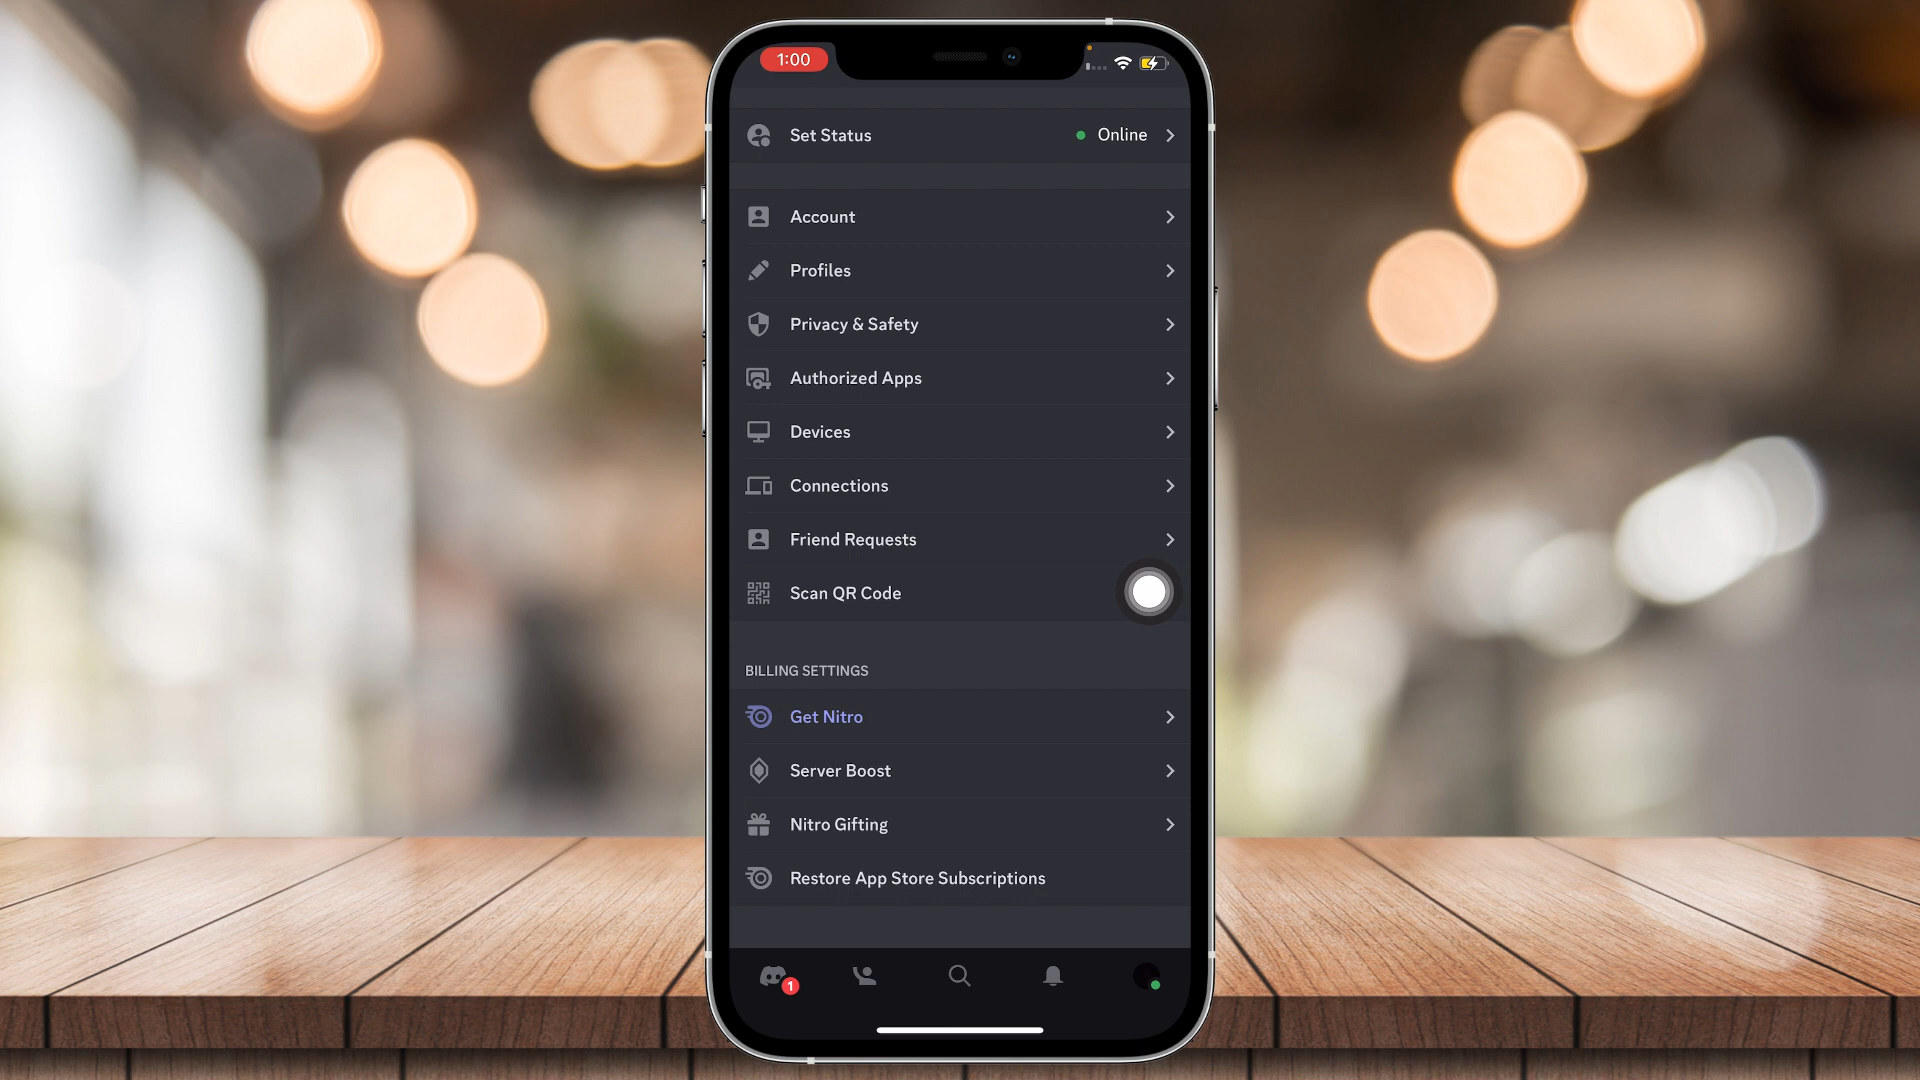 1:00
Set Status
Online
Account
Profiles
Privacy & Safety
Authorized Apps
Devices
Connections
Friend Requests
Scan QR Code
BILLING SETTINGS
Get Nitro
Server Boost
Nitro Gifting
Restore App Store Subscriptions
1